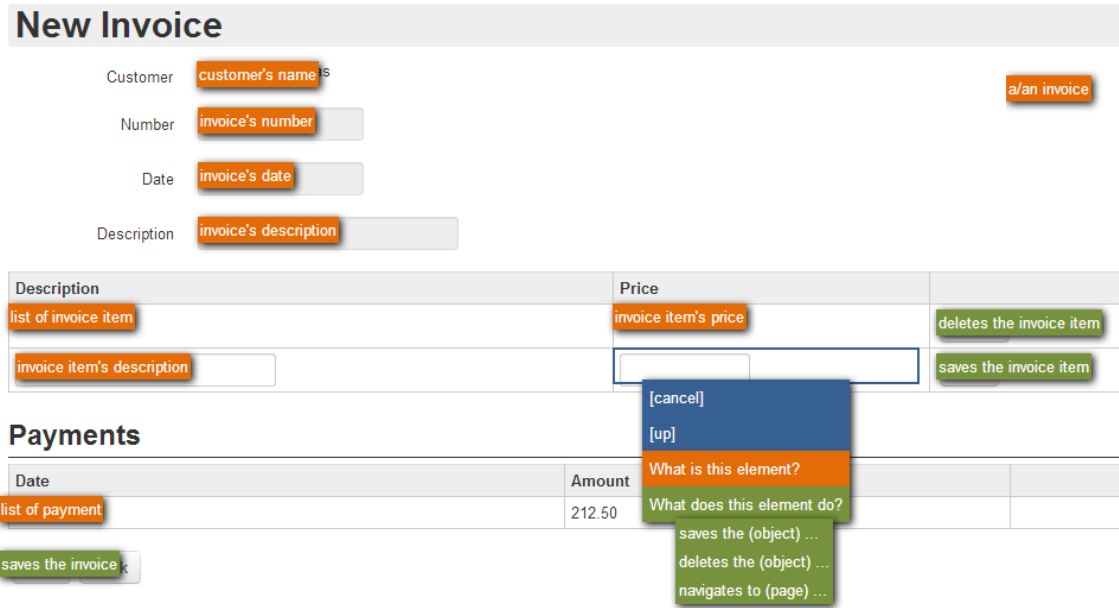 New Invoice
Customer customer's name as
a/an invoice
Number invoice's number
Date invoice's date
Description invoice's description
Description Price
list of invoice item invoice item's price deletes the invoice item
invoice item's description saves the invoice item
[cancel]
[up]
Payments
What is this element?
Date Amount
What does this element do?
list of payment 212.50
saves the (object) ...
deletes the (object) ...
saves the invoice k
navigates to (page) ...